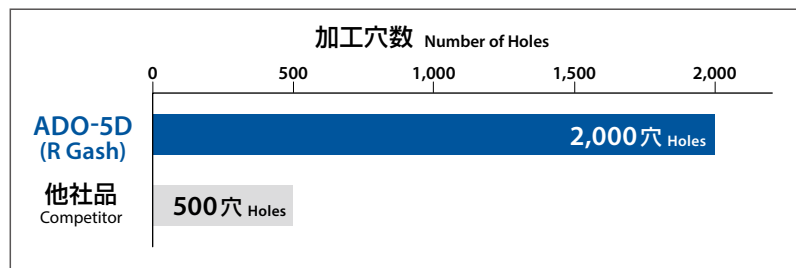 加工穴数 Number of Holes
0 500 1,000 1,500 2,000
ADO-5D
(R Gash)
2,000穴 Holes
他社品
Competitor
500穴 Holes